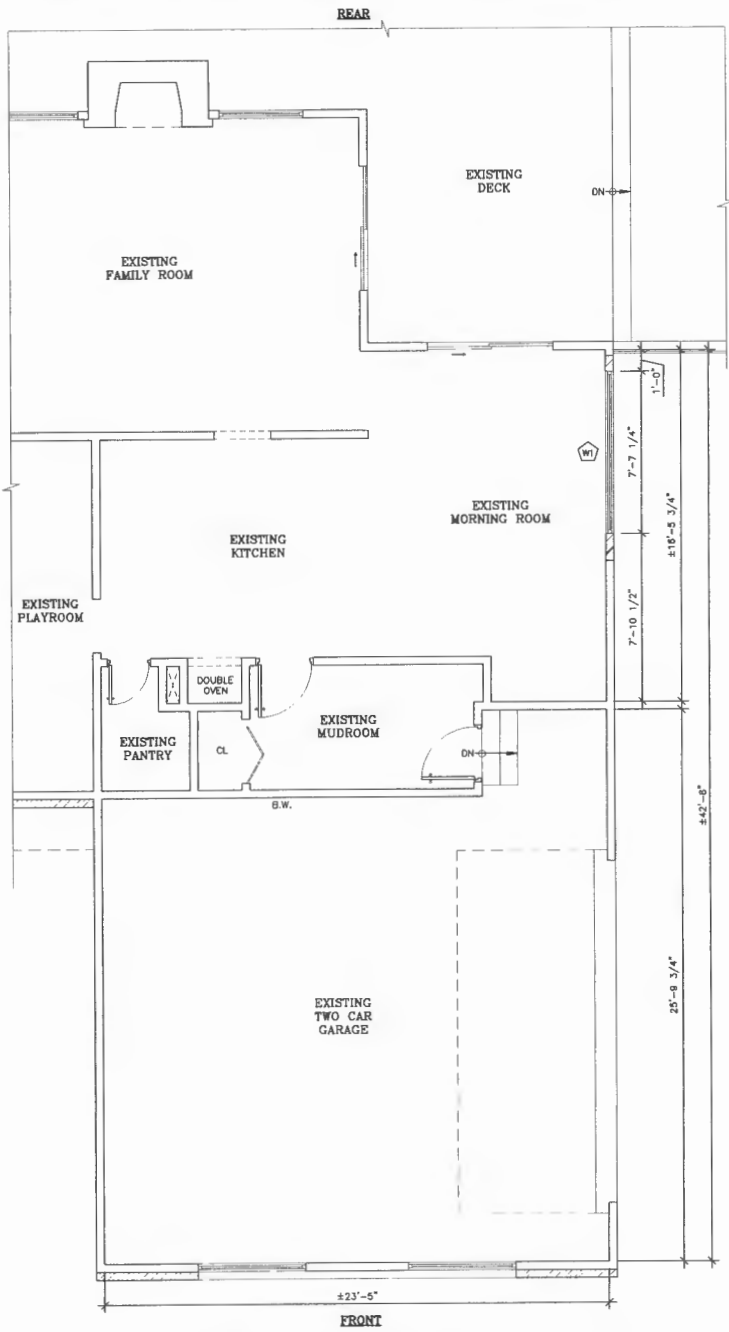 REAR
EXISTING
DECK
DN
EXISTING
FAMILY ROOM
1'-0"
W1
7'-7 1/4"
±16'-5 3/4"
EXISTING
MORNING ROOM
EXISTING
KITCHEN
EXISTING
PLAYROOM
7'-10 1/2"
DOUBLE
OVEN
EXISTING
MUDROOM
EXISTING
PANTRY
CL
DN
B.W.
±42'-8"
25'-9 3/4"
EXISTING
TWO CAR
GARAGE
±23'-5"
FRONT